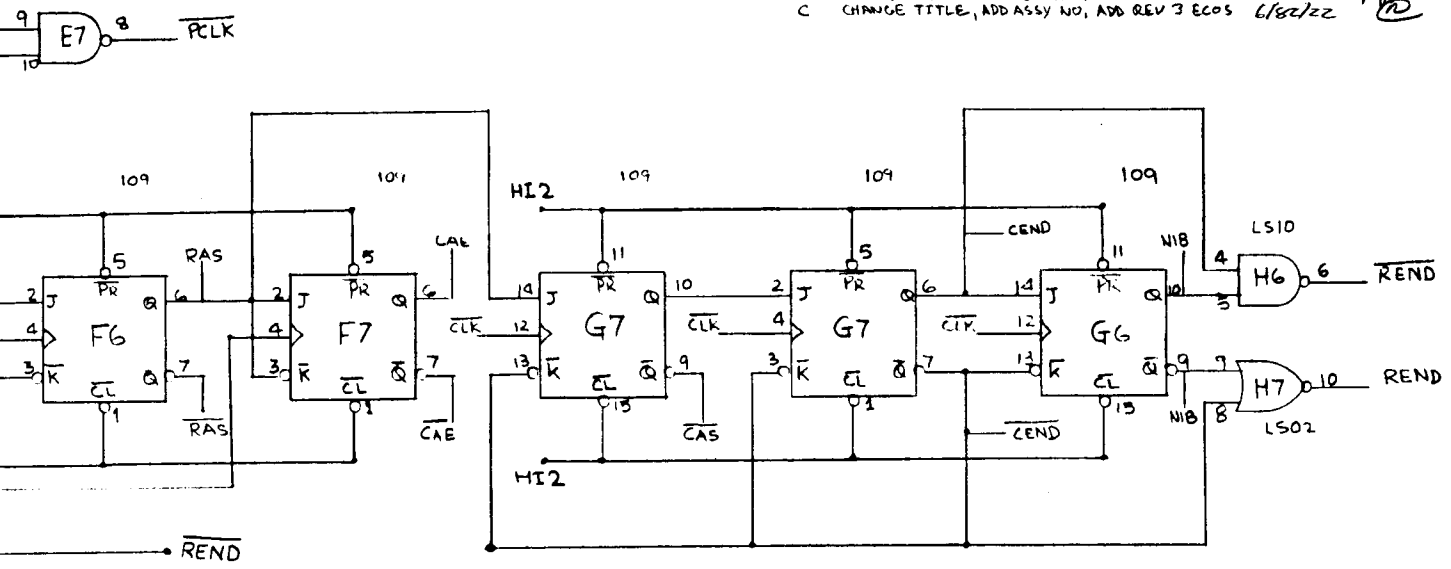 C CHANGE TITLE, ADD ASSY NO, ADD REV 3 ECOS 6/82/22
9 E7 8 PCLK
10
109 109 109 109
HI2
5 RAS 5 CAE 11 5 CEND 11 NIB LS10
2 J PR Q 6 2 J PR Q 6 14 J PR Q 10 2 J PR Q 6 14 J PR Q 10 4 H6 6 REND
5
4 F6 4 F7 CLK 12 G7 CLK 4 G7 CLK 12 G6
3 K CL Q 7 3 K CL Q 7 13 K CL Q 9 3 K CL Q 7 13 K CL Q 9 7 H7 10 REND
1 1 15 1 15 8
RAS CAE CAS CEND NIB LS02
HI2
REND